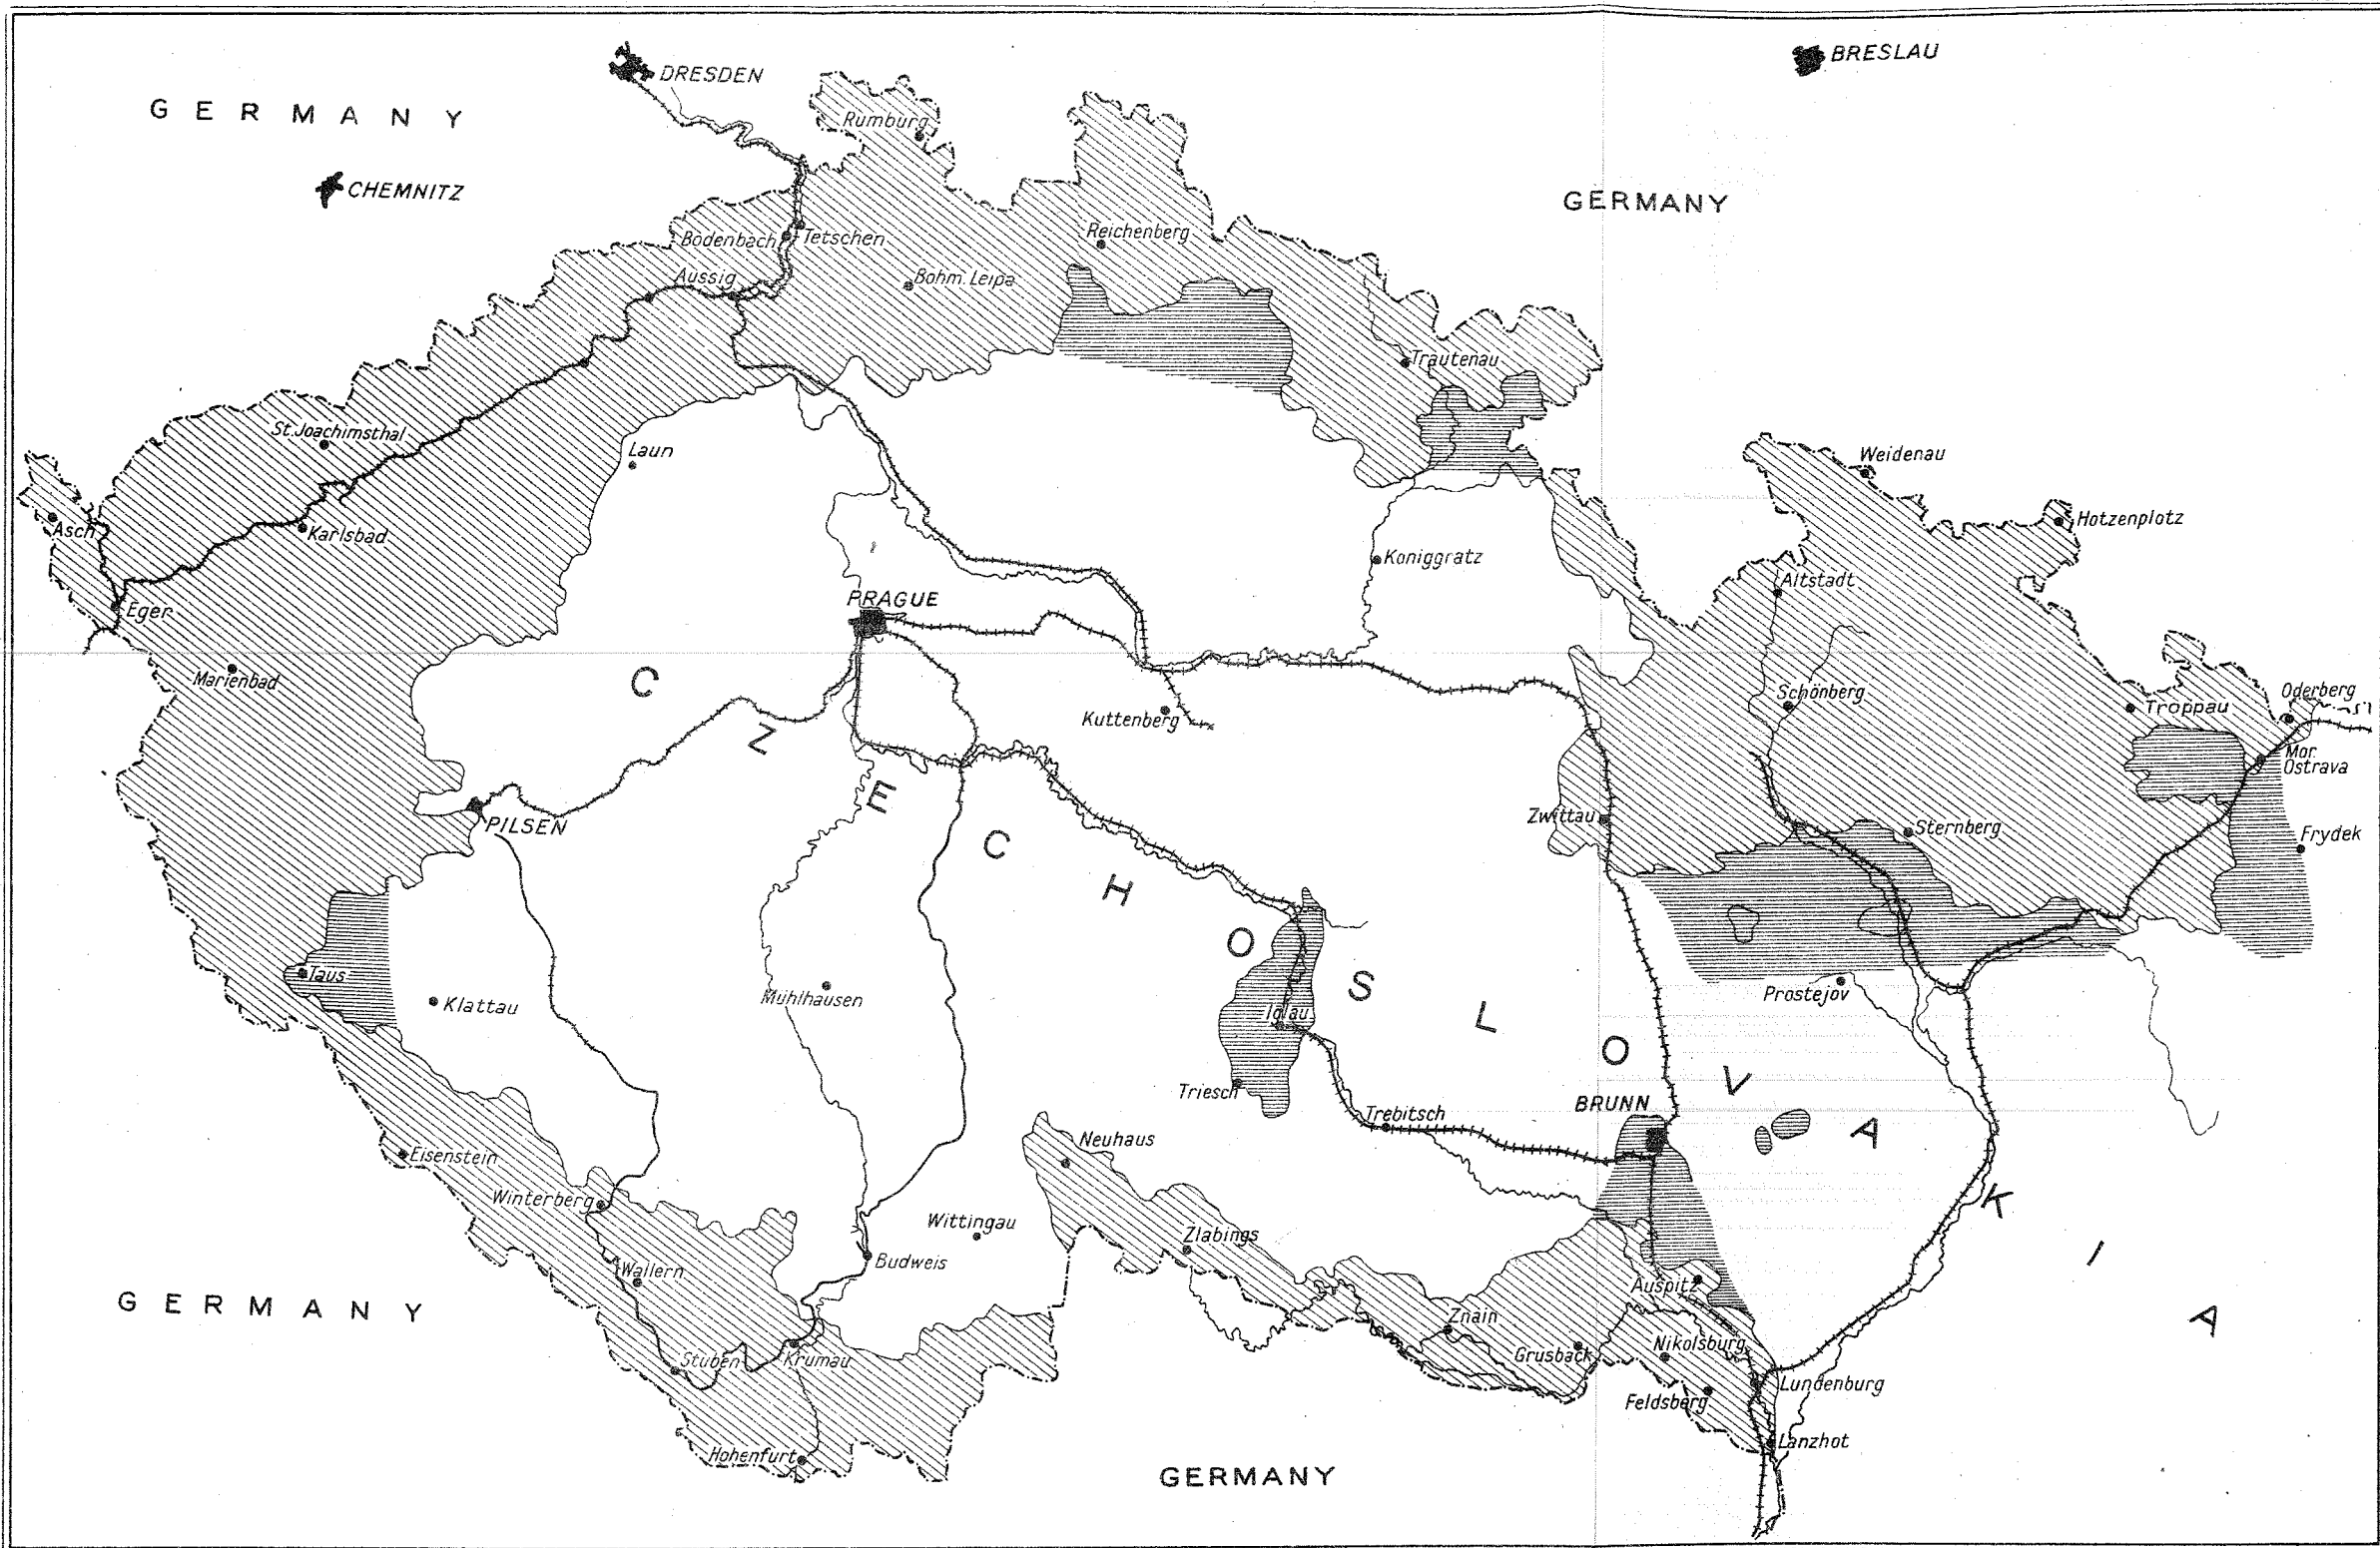 BRESLAU
DRESDEN
GERMANY
Rumburg
CHEMNITZ
GERMANY
Reichenberg
Bodenbach
Tetschen
Aussig
Bohm. Leipa
Trautenau
St. Joachimsthal
Laun
Weidenau
Hotzenplotz
Asch
Karlsbad
Koniggratz
Altstadt
Eger
PRAGUE
Marienbad
Schönberg
Oderberg
Troppau
Kuttenberg
Mor.
Ostrava
PILSEN
Zwittau
Sternberg
Frydek
CZECHOSLOVAKIA
Taus
Klattau
Mühlhausen
Prostejov
Iglau
Triesch
BRUNN
Trebitsch
Neuhaus
Eisenstein
Winterberg
Wittingau
Zlabings
Budweis
Wallern
Auspitz
GERMANY
Znain
Nikolsburg
Grusback
Stuben
Krumau
Lundenburg
Feldsberg
Lanzhot
Hohenfurt
GERMANY